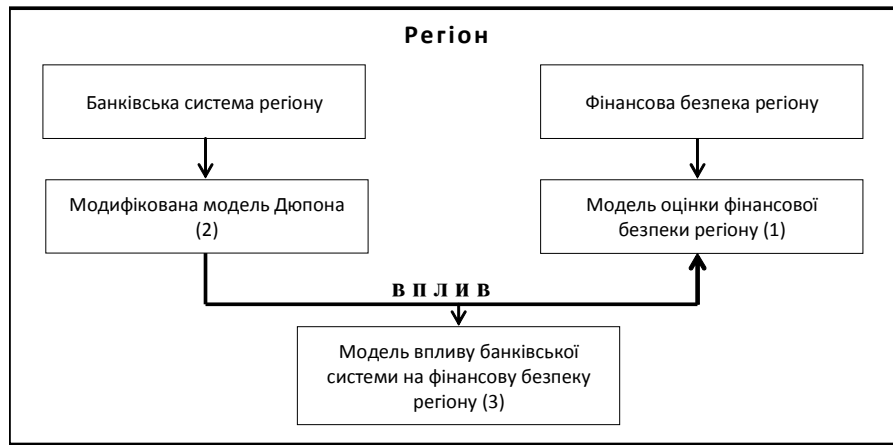 Регіон
Банківська система регіону
Фінансова безпека регіону
Модифікована модель Дюпона
(2)
Модель оцінки фінансової
безпеки регіону (1)
ВПЛИВ
Модель впливу банківської
системи на фінансову безпеку
регіону (3)